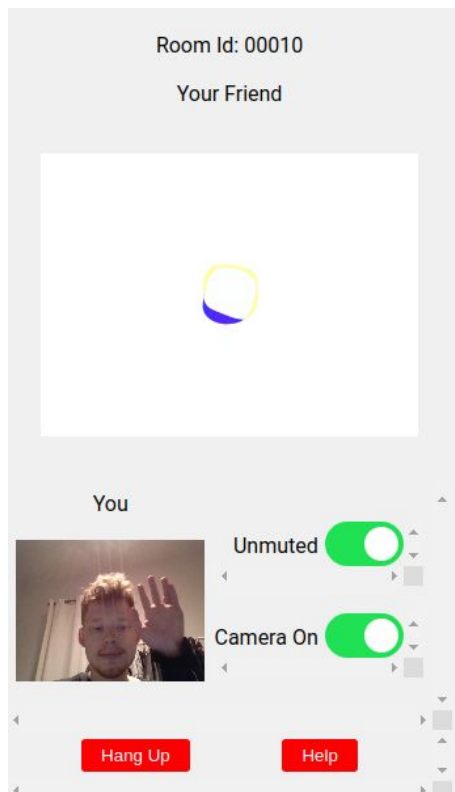 Room Id: 00010
Your Friend
You
Unmuted
Camera On
Hang Up
Help